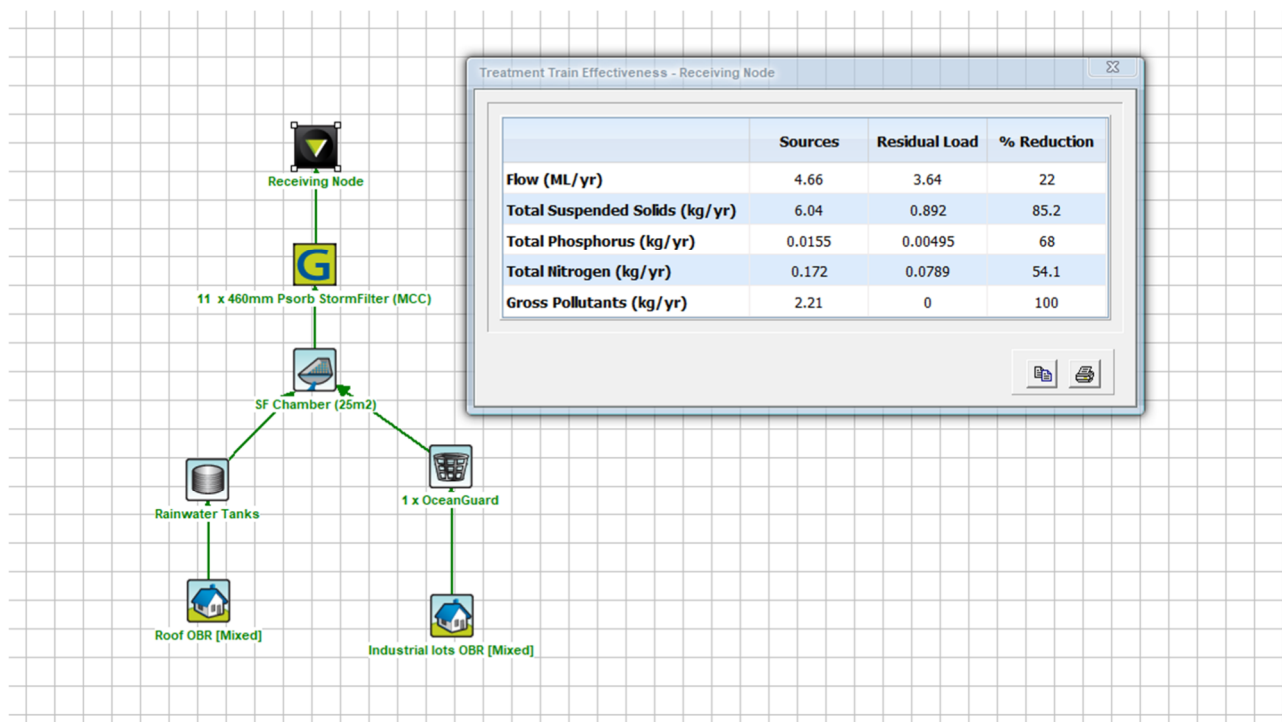 Treatment Train Effectiveness - Receiving Node
Sources Residual Load % Reduction
Flow (ML/yr) 4.66 3.64 22
Total Suspended Solids (kg/yr) 6.04 0.892 85.2
Total Phosphorus (kg/yr) 0.0155 0.00495 68
Total Nitrogen (kg/yr) 0.172 0.0789 54.1
Gross Pollutants (kg/yr) 2.21 0 100
Receiving Node
G
11 x 460mm Psorb StormFilter (MCC)
SF Chamber (25m2)
1 x OceanGuard
Rainwater Tanks
Roof OBR [Mixed]
Industrial lots OBR [Mixed]